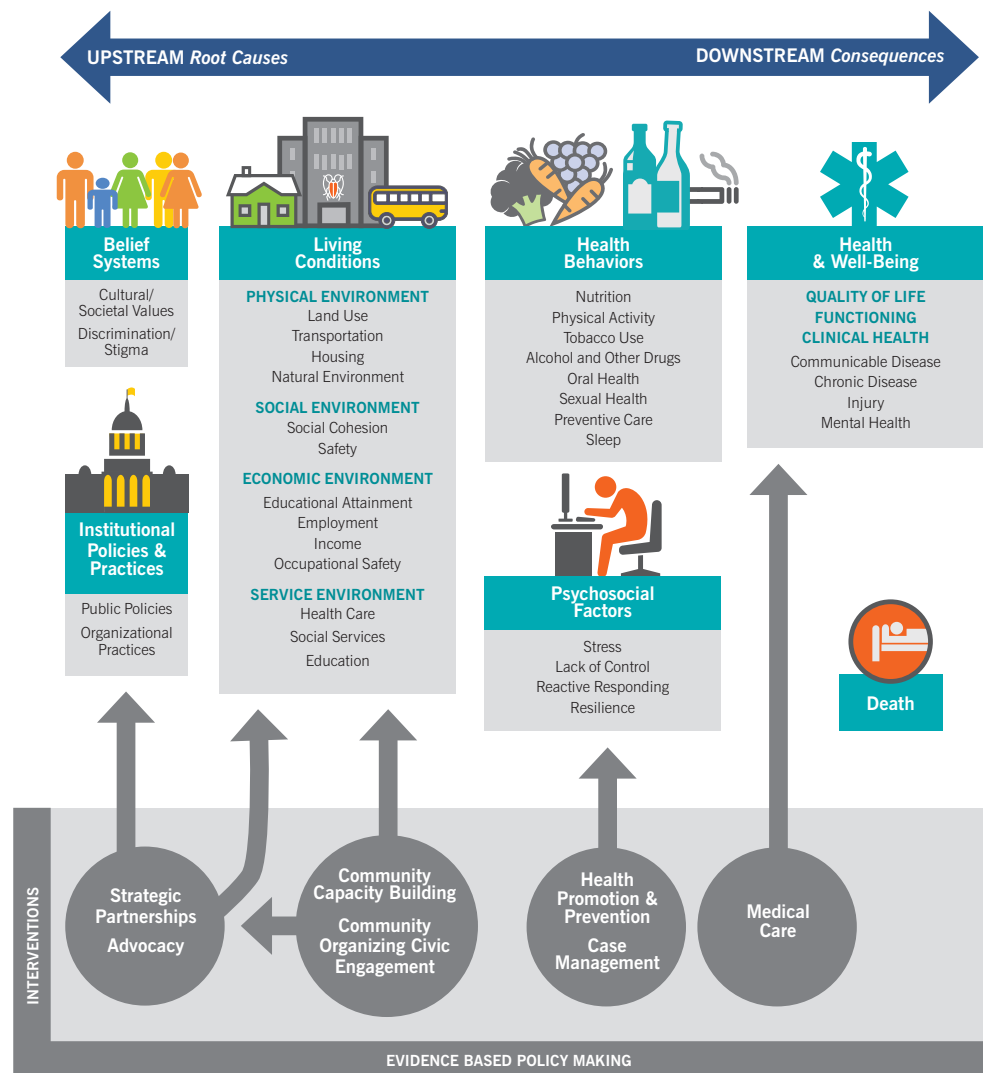 UPSTREAM Root Causes
DOWNSTREAM Consequences
Belief
Systems
Cultural/
Societal Values
Discrimination/
Stigma
Institutional
Policies &
Practices
Public Policies
Organizational
Practices
Living
Conditions
PHYSICAL ENVIRONMENT
Land Use
Transportation
Housing
Natural Environment
SOCIAL ENVIRONMENT
Social Cohesion
Safety
ECONOMIC ENVIRONMENT
Educational Attainment
Employment
Income
Occupational Safety
SERVICE ENVIRONMENT
Health Care
Social Services
Education
Health
Behaviors
Nutrition
Physical Activity
Tobacco Use
Alcohol and Other Drugs
Oral Health
Sexual Health
Preventive Care
Sleep
Psychosocial
Factors
Stress
Lack of Control
Reactive Responding
Resilience
Health
& Well-Being
QUALITY OF LIFE
FUNCTIONING
CLINICAL HEALTH
Communicable Disease
Chronic Disease
Injury
Mental Health
Death
INTERVENTIONS
Strategic
Partnerships
Advocacy
Community
Capacity Building
Community
Organizing Civic
Engagement
Health
Promotion &
Prevention
Case
Management
Medical
Care
EVIDENCE BASED POLICY MAKING